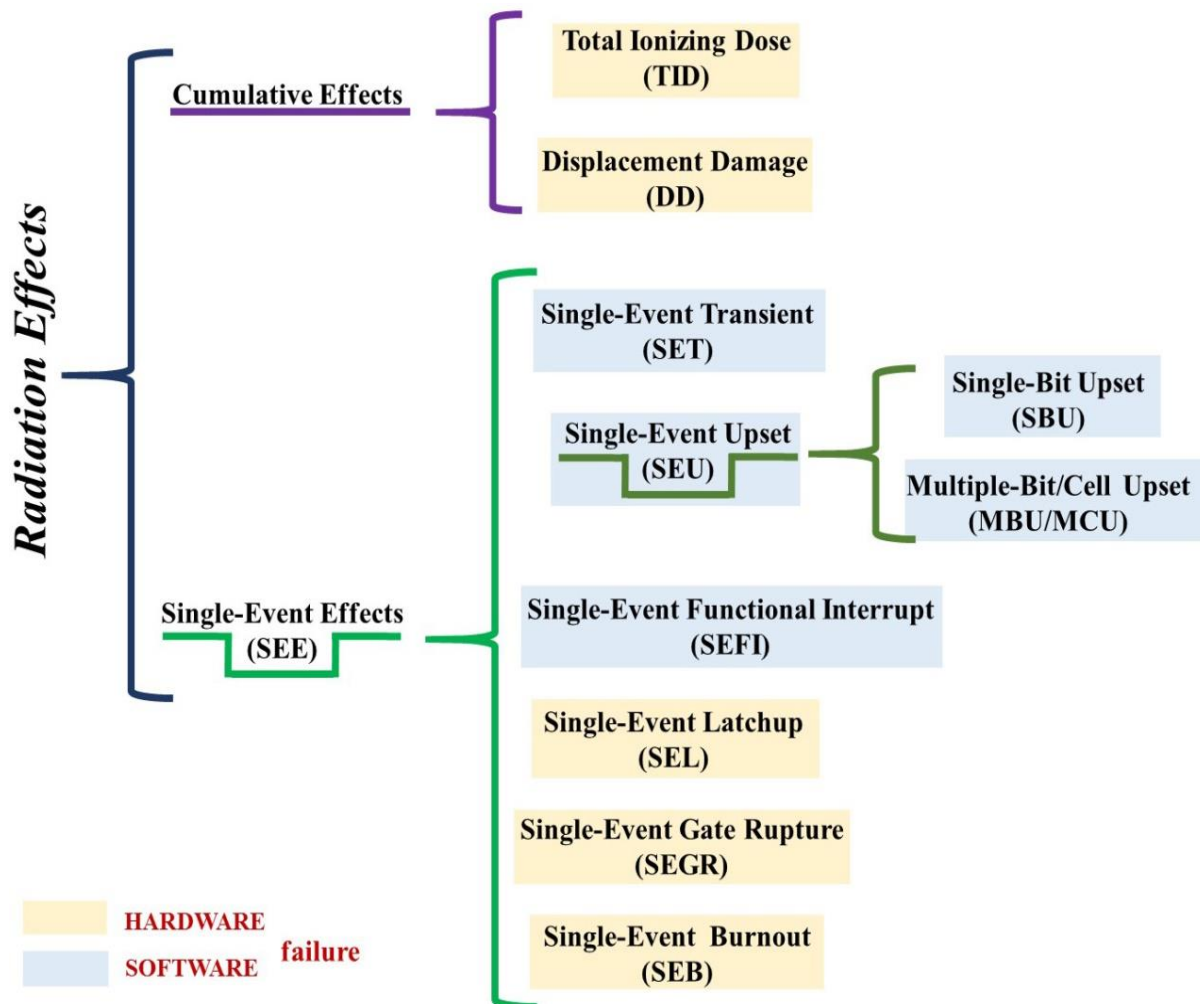 Radiation Effects
Cumulative Effects
Total Ionizing Dose
(TID)
Displacement Damage
(DD)
Single-Event Effects
(SEE)
Single-Event Transient
(SET)
Single-Event Upset
(SEU)
Single-Bit Upset
(SBU)
Multiple-Bit/Cell Upset
(MBU/MCU)
Single-Event Functional Interrupt
(SEFI)
Single-Event Latchup
(SEL)
Single-Event Gate Rupture
(SEGR)
Single-Event Burnout
(SEB)
HARDWARE
SOFTWARE
failure